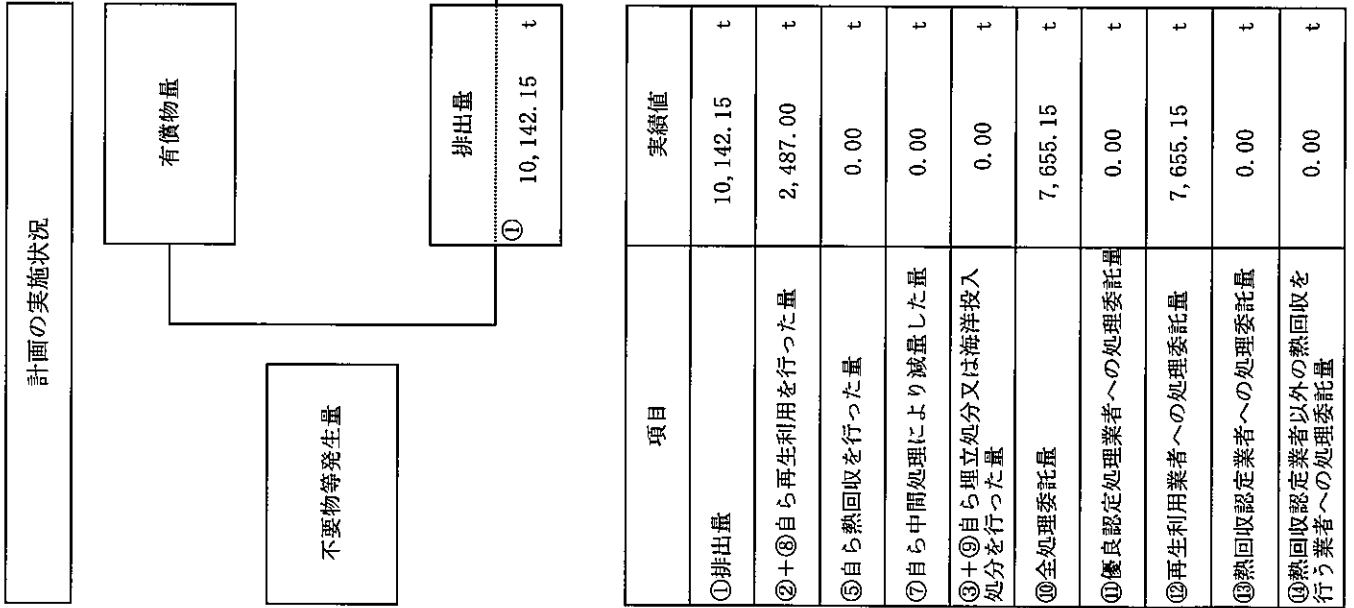 計画の実施状況
不要物等発生量
有償物量
排出量
① 10,142.15 t
項目 実績値
①排出量 10,142.15 t
②+⑧自ら再生利用を行った量 2,487.00 t
⑤自ら熱回収を行った量 0.00 t
⑦自ら中間処理により減量した量 0.00 t
③+⑨自ら埋立処分又は海洋投入
処分を行った量 0.00 t
⑩全処理委託量 7,655.15 t
⑪優良認定処理業者への処理委託量 0.00 t
⑫再生利用業者への処理委託量 7,655.15 t
⑬熱回収認定業者への処理委託量 0.00 t
⑭熱回収認定業者以外の熱回収を
行う業者への処理委託量 0.00 t